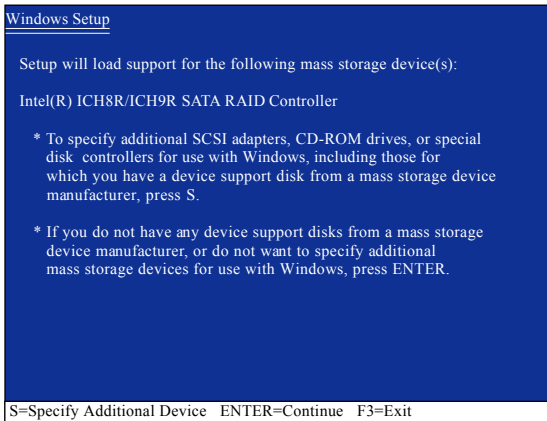 Windows Setup
Setup will load support for the following mass storage device(s):
Intel(R) ICH8R/ICH9R SATA RAID Controller
* To specify additional SCSI adapters, CD-ROM drives, or special
disk controllers for use with Windows, including those for
which you have a device support disk from a mass storage device
manufacturer, press S.
* If you do not have any device support disks from a mass storage
device manufacturer, or do not want to specify additional
mass storage devices for use with Windows, press ENTER.
S=Specify Additional Device ENTER=Continue F3=Exit